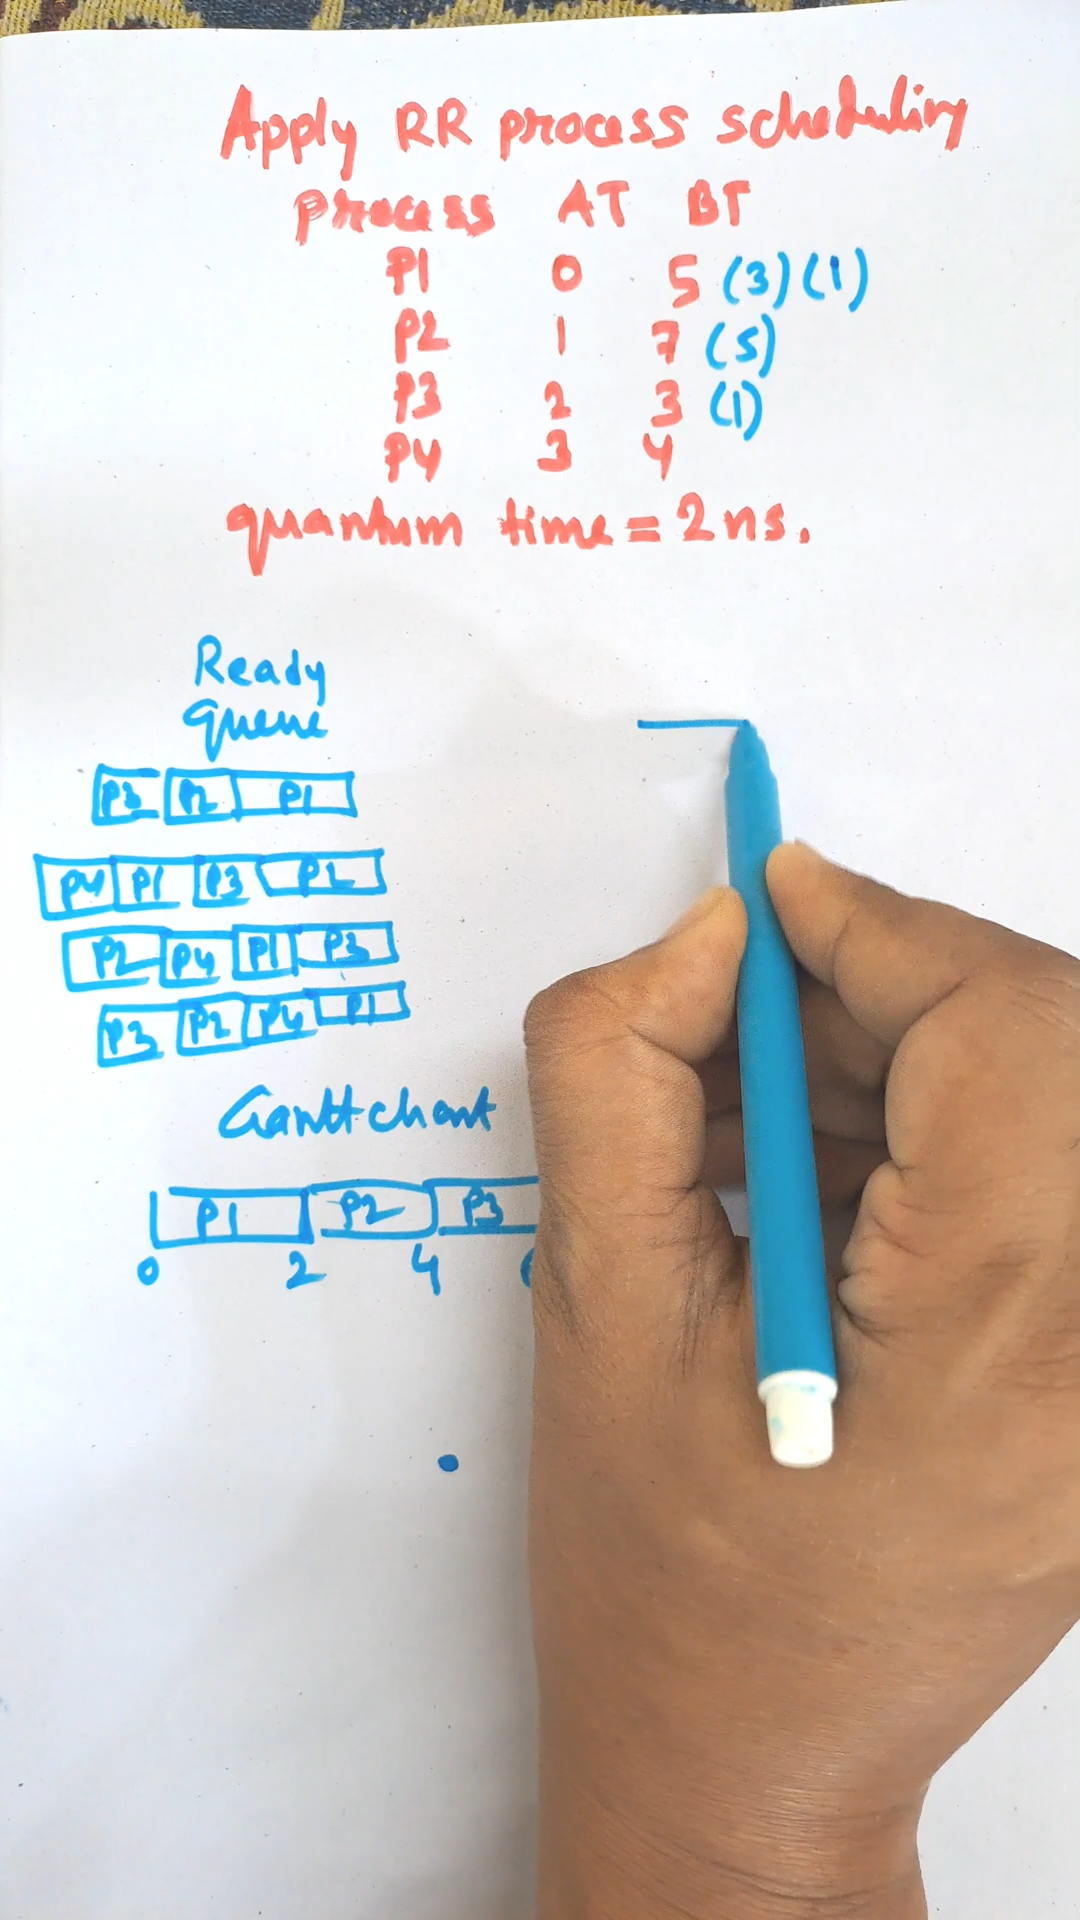 Apply RR process scheduling
process AT BT
P1 0 5 (3) (1)
P2 1 7 (5)
P3 2 3 (1)
P4 3 4
quantum time = 2ns.
Ready
queue
P3 P2 P1
P4 P1 P3 P2
P2 P4 P1 P3
P3 P2 P4 P1
Gantt chart
P1 P2 P3
0 2 4